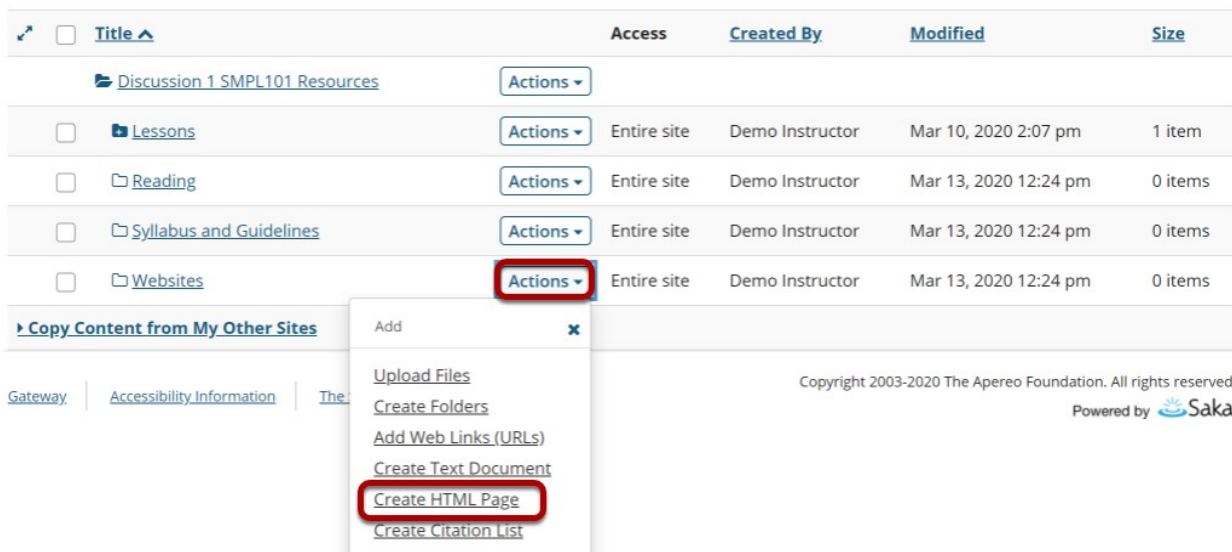 Title Access Created By Modified Size
Discussion 1 SMPL101 Resources Actions
Lessons Actions Entire site Demo Instructor Mar 10, 2020 2:07 pm 1 item
Reading Actions Entire site Demo Instructor Mar 13, 2020 12:24 pm 0 items
Syllabus and Guidelines Actions Entire site Demo Instructor Mar 13, 2020 12:24 pm 0 items
Websites Actions Entire site Demo Instructor Mar 13, 2020 12:24 pm 0 items
Copy Content from My Other Sites
Add
Upload Files
Create Folders
Add Web Links (URLs)
Create Text Document
Create HTML Page
Create Citation List
Gateway Accessibility Information The
Copyright 2003-2020 The Apereo Foundation. All rights reserved
Powered by Saka